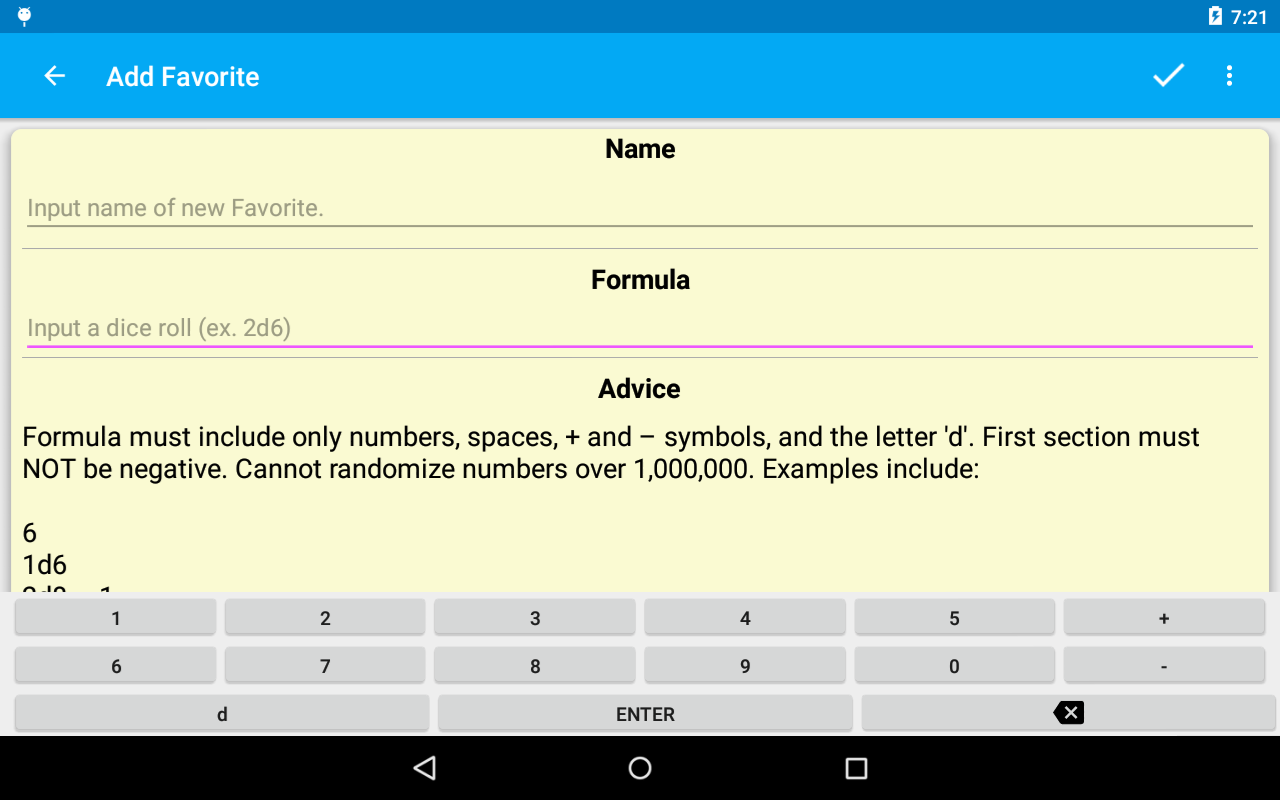 7:21
Add Favorite
Name
Input name of new Favorite.
Formula
Input a dice roll (ex. 2d6)
Advice
Formula must include only numbers, spaces, + and – symbols, and the letter 'd'. First section must
NOT be negative. Cannot randomize numbers over 1,000,000. Examples include:
6
1d6
1 2 3 4 5 +
6 7 8 9 0 -
d ENTER